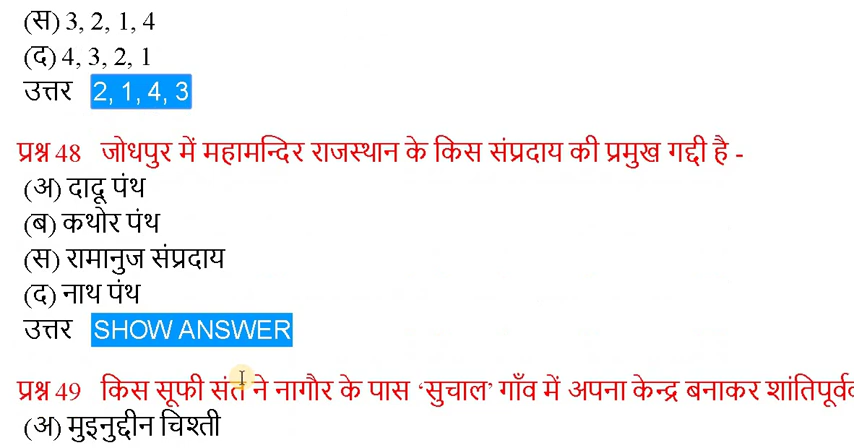 (स) 3, 2, 1, 4
(द) 4, 3, 2, 1
उत्तर 2, 1, 4, 3
प्रश्न 48 जोधपुर में महामन्दिर राजस्थान के किस संप्रदाय की प्रमुख गद्दी है -
(अ) दादू पंथ
(ब) कथोर पंथ
(स) रामानुज संप्रदाय
(द) नाथ पंथ
उत्तर SHOW ANSWER
प्रश्न 49 किस सूफी संत ने नागौर के पास ‘सुचाल’ गाँव में अपना केन्द्र बनाकर
(अ) मुइनुद्दीन चिश्ती